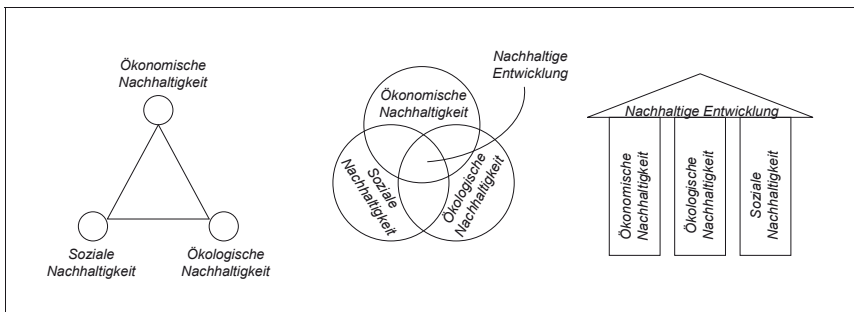 Ökonomische
Nachhaltigkeit
Soziale
Nachhaltigkeit
Ökologische
Nachhaltigkeit
Nachhaltige
Entwicklung
Ökonomische
Nachhaltigkeit
Soziale
Nachhaltigkeit
Ökologische
Nachhaltigkeit
Nachhaltige Entwicklung
Ökonomische
Nachhaltigkeit
Ökologische
Nachhaltigkeit
Soziale
Nachhaltigkeit